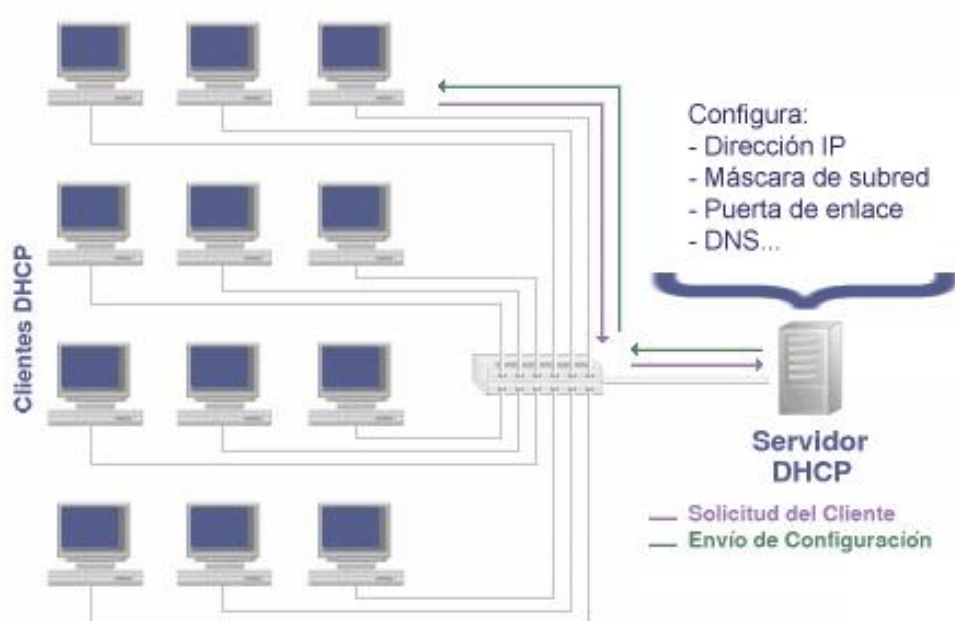 Clientes DHCP
Configura:
- Dirección IP
- Máscara de subred
- Puerta de enlace
- DNS...
Servidor
DHCP
Solicitud del Cliente
Envío de Configuración